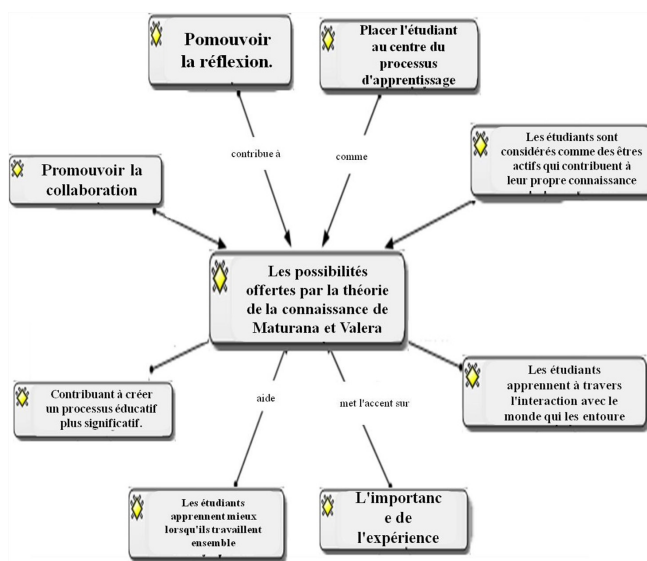 Pomouvoir
la réflexion.
Placer l'étudiant
au centre du
processus
d'apprentissage
contribue à
comme
Les étudiants sont
considérés comme des êtres
actifs qui contribuent à
leur propre connaissance
Promouvoir la
collaboration
Les possibilités
offertes par la théorie
de la connaissance de
Maturana et Valera
Contribuant à créer
un processus éducatif
plus significatif.
aide
met l'accent sur
Les étudiants
apprennent à travers
l'interaction avec le
monde qui les entoure
Les étudiants
apprennent mieux
lorsqu'ils travaillent
ensemble
L'importanc
e de
l'expérience